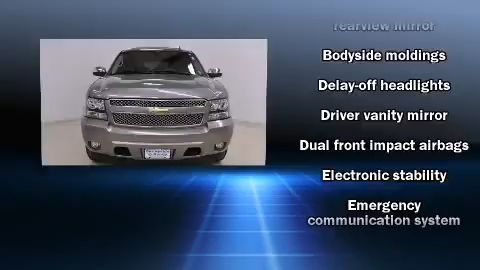 rearview mirror
Bodyside moldings
Delay-off headlights
Driver vanity mirror
Dual front impact airbags
Electronic stability
Emergency
communication system